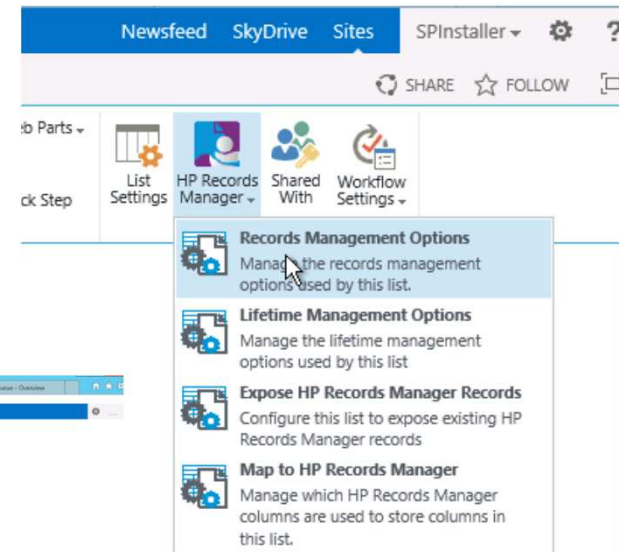 Newsfeed SkyDrive Sites SPInstaller ?
SHARE FOLLOW
eb Parts
ck Step
List Settings
HP Records Manager
Shared With
Workflow Settings
Records Management Options
Manage the records management
options used by this list.
Lifetime Management Options
Manage the lifetime management
options used by this list
Expose HP Records Manager Records
Configure this list to expose existing HP
Records Manager records
Map to HP Records Manager
Manage which HP Records Manager
columns are used to store columns in
this list.
- Overview